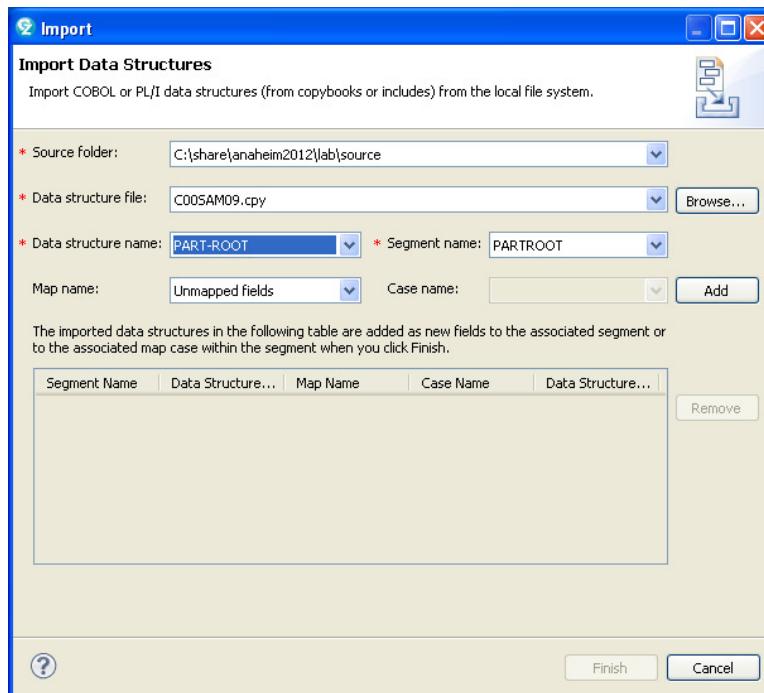 Import
Import Data Structures
Import COBOL or PL/I data structures (from copybooks or includes) from the local file system.
* Source folder: C:\share\anaheim2012\lab\source
* Data structure file: C00SAM09.cpy Browse...
* Data structure name: PART-ROOT * Segment name: PARTROOT
Map name: Unmapped fields Case name: Add
The imported data structures in the following table are added as new fields to the associated segment or
to the associated map case within the segment when you click Finish.
Segment Name Data Structure... Map Name Case Name Data Structure...
Remove
? Finish Cancel